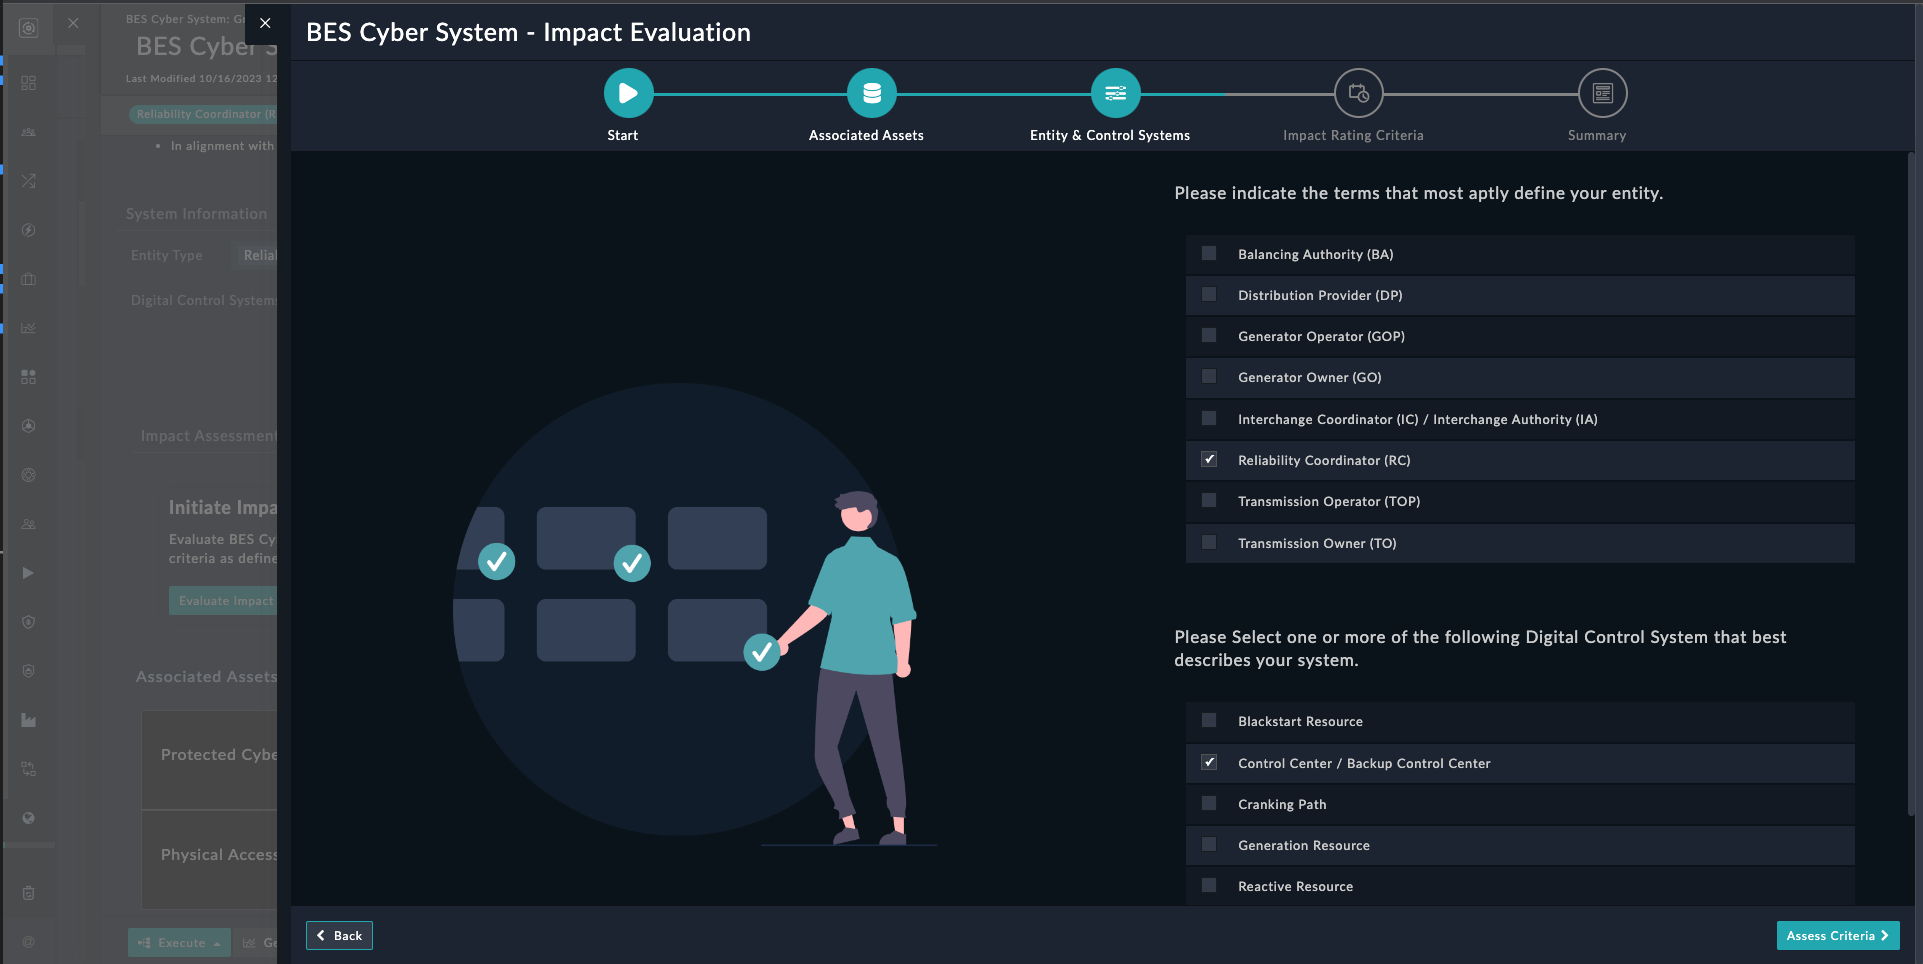 BES Cyber System - Impact Evaluation
Start
Associated Assets
Entity & Control Systems
Impact Rating Criteria
Summary
BES Cyber System:
BES Cyber
Last Modified 10/16/2023 12
Reliability Coordinator (R
In alignment with
System Information
Entity Type
Digital Control Systems
Impact Assessment
Initiate Impa
Evaluate BES Cy
criteria as define
Evaluate Impact
Associated Assets
Protected Cybe
Physical Access
Execute
Please indicate the terms that most aptly define your entity.
Balancing Authority (BA)
Distribution Provider (DP)
Generator Operator (GOP)
Generator Owner (GO)
Interchange Coordinator (IC) / Interchange Authority (IA)
Reliability Coordinator (RC)
Transmission Operator (TOP)
Transmission Owner (TO)
Please Select one or more of the following Digital Control System that best
describes your system.
Blackstart Resource
Control Center / Backup Control Center
Cranking Path
Generation Resource
Reactive Resource
Back
Assess Criteria